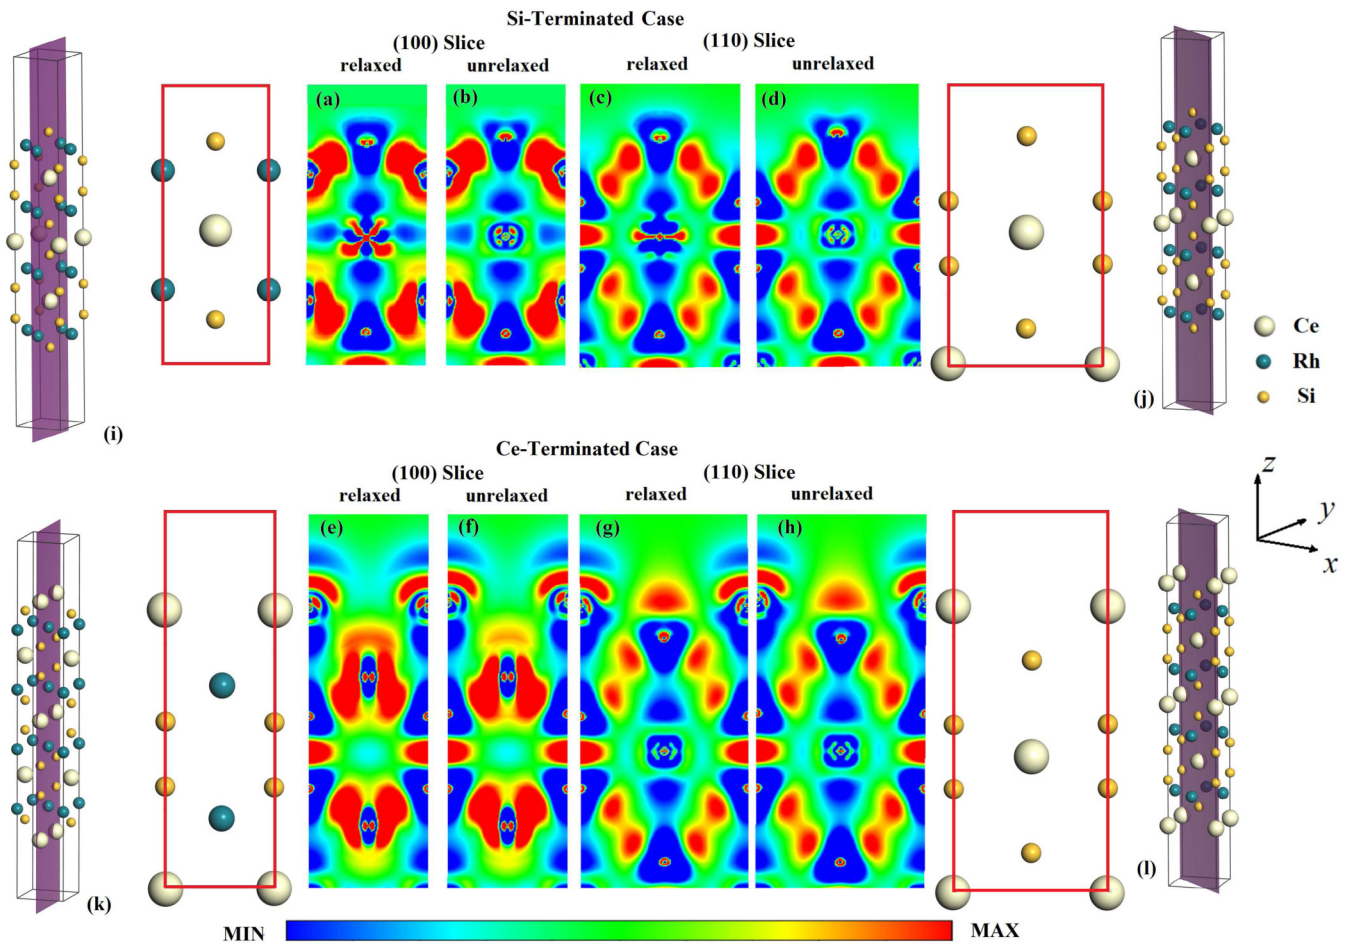 Si-Terminated Case
(100) Slice (110) Slice
relaxed unrelaxed relaxed unrelaxed
(a) (b) (c) (d)
Ce
Rh
Si
(i) (j)
Ce-Terminated Case
(100) Slice (110) Slice
relaxed unrelaxed relaxed unrelaxed
(e) (f) (g) (h)
z
y
x
(k) (l)
MIN MAX